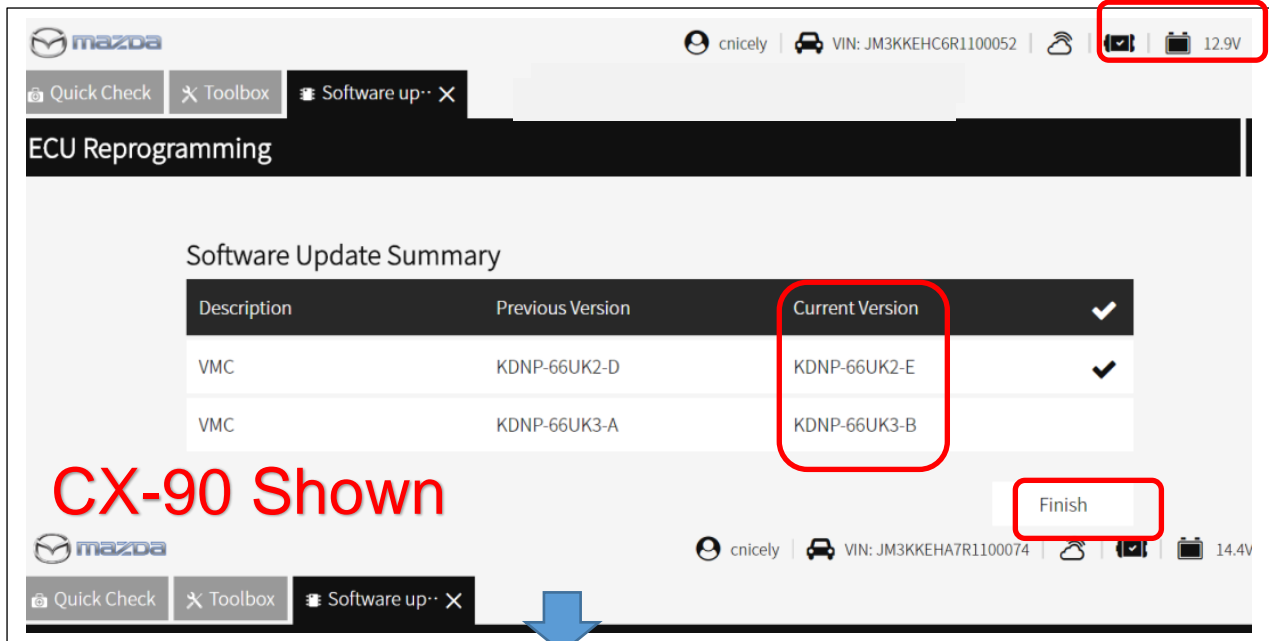 mazda cnicely VIN: JM3KKEHC6R1100052 12.9V
Quick Check Toolbox Software up··
ECU Reprogramming
Software Update Summary
Description Previous Version Current Version
VMC KDNP-66UK2-D KDNP-66UK2-E
VMC KDNP-66UK3-A KDNP-66UK3-B
CX-90 Shown
Finish
mazda cnicely VIN: JM3KKEHA7R1100074 14.4V
Quick Check Toolbox Software up··